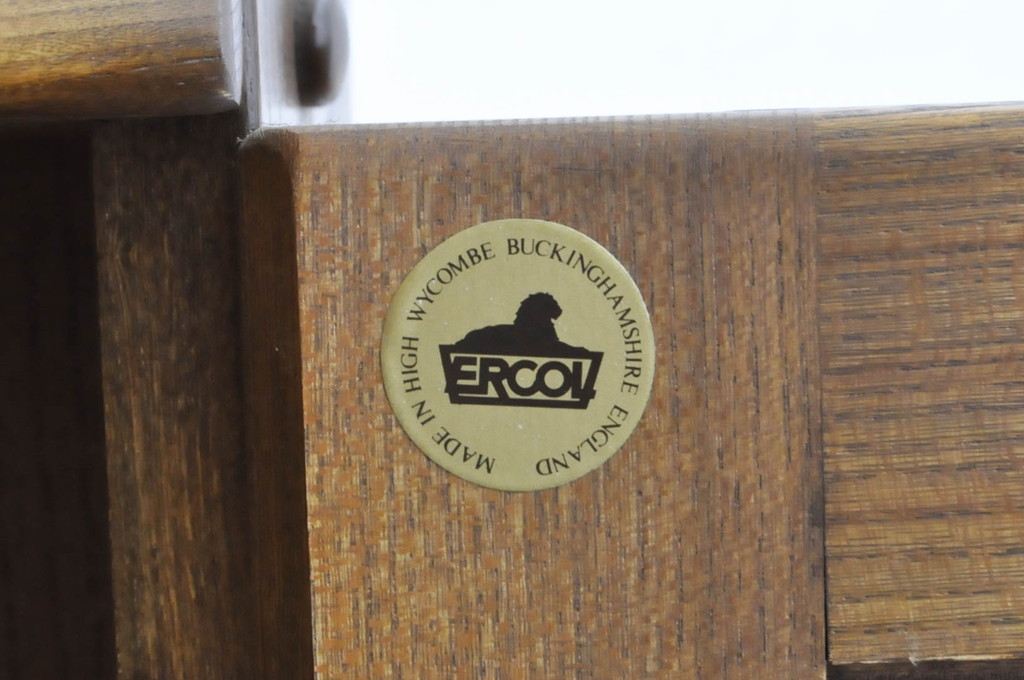 MADE IN HIGH WYCOMBE BUCKINGHAMSHIRE ENGLAND
ERCOL